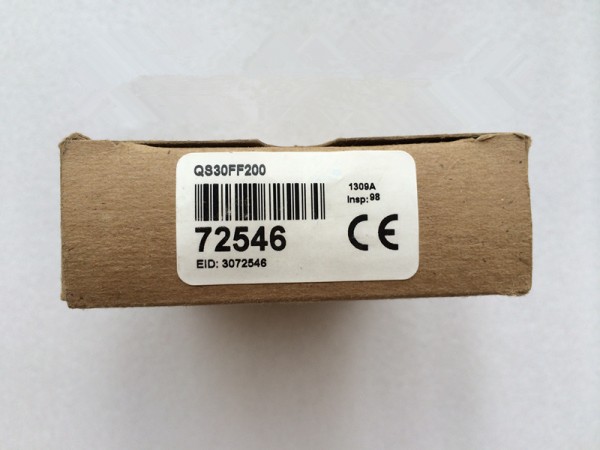 QS30FF200
1309A
Insp: 98
72546
CE
EID: 3072546